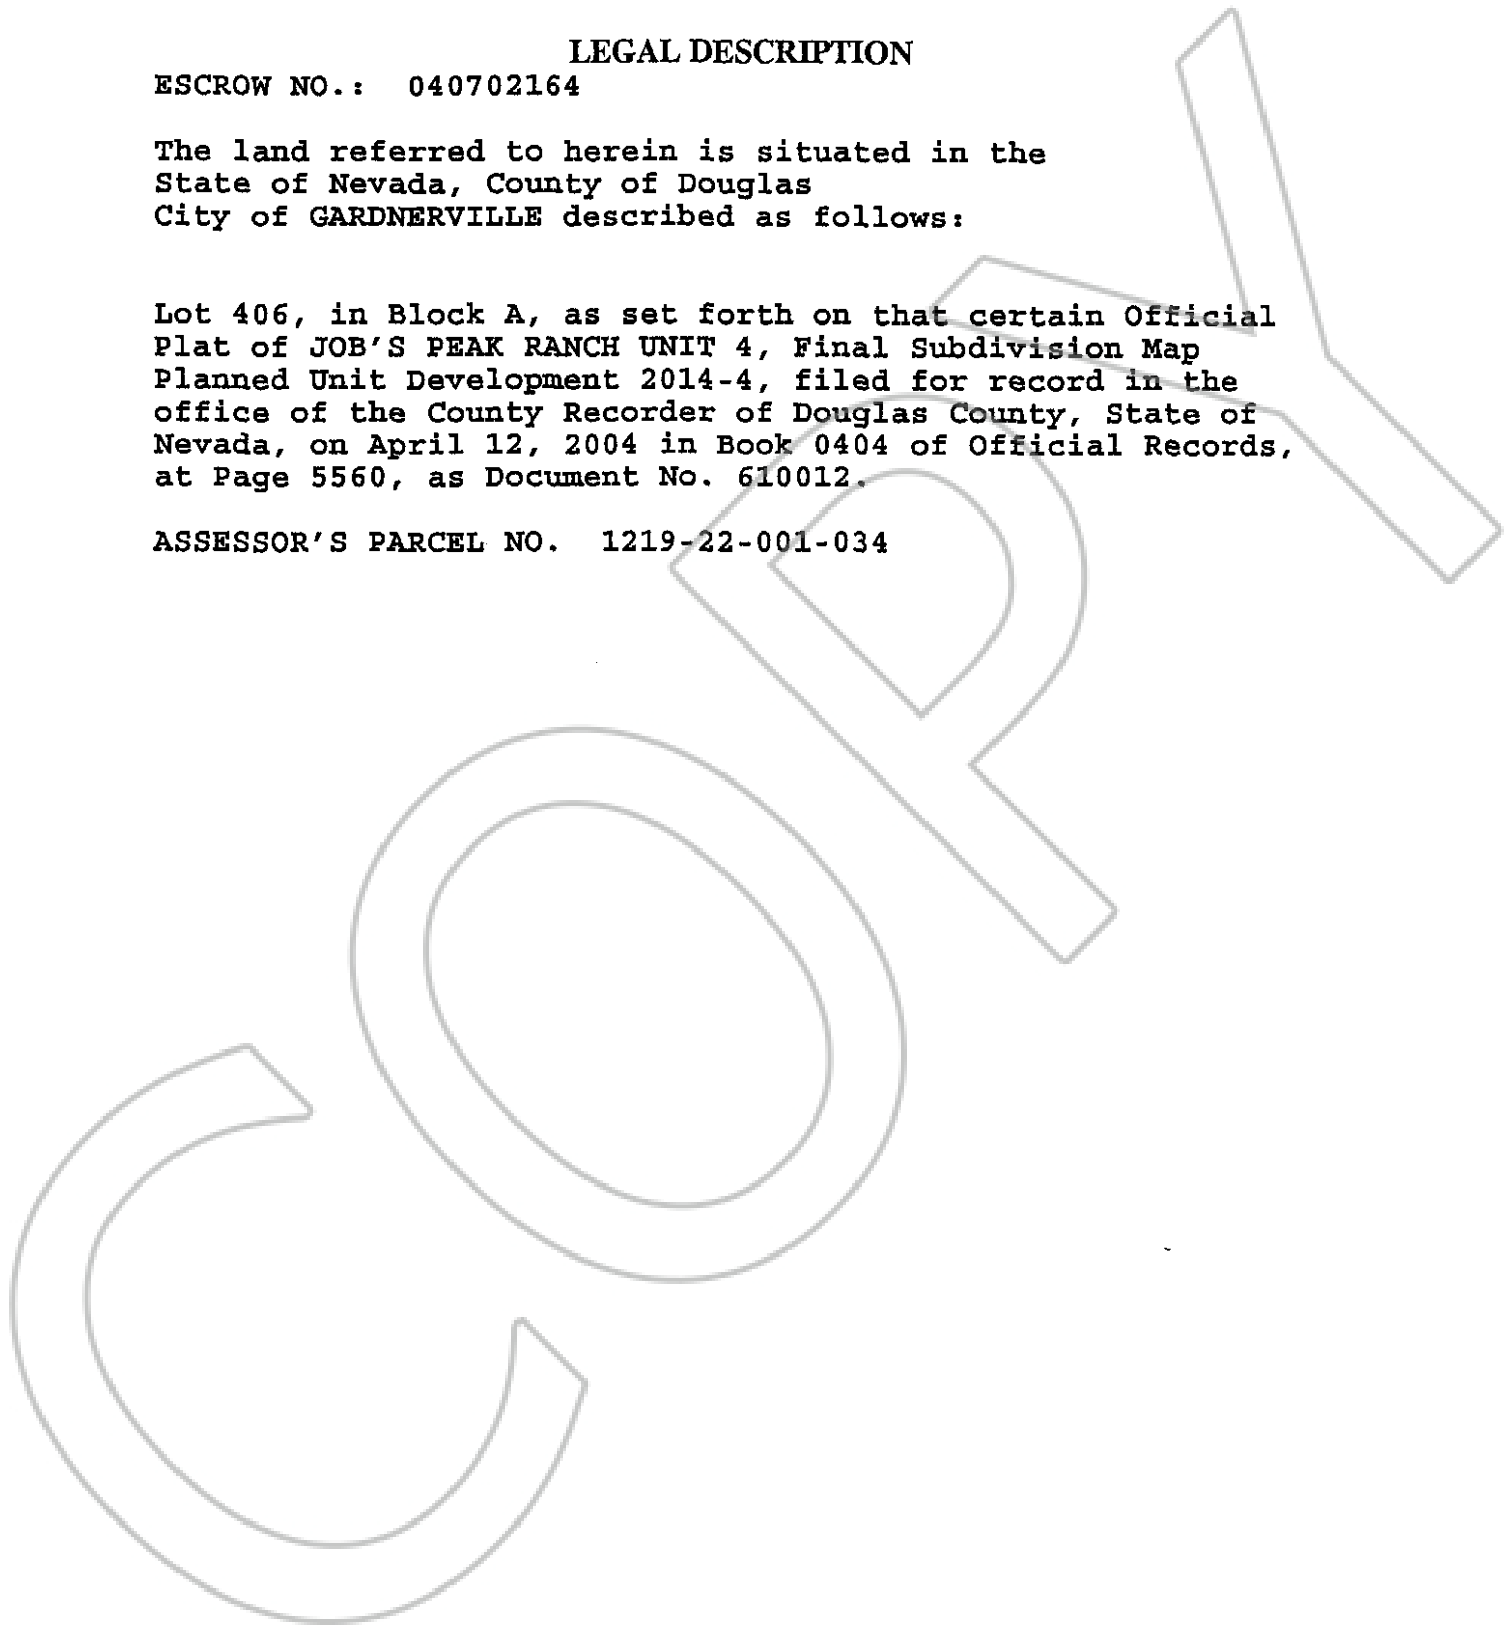 LEGAL DESCRIPTION
ESCROW NO.: 040702164
The land referred to herein is situated in the
State of Nevada, County of Douglas
City of GARDNERVILLE described as follows:
Lot 406, in Block A, as set forth on that certain Official
Plat of JOB'S PEAK RANCH UNIT 4, Final Subdivision Map
Planned Unit Development 2014-4, filed for record in the
office of the County Recorder of Douglas County, State of
Nevada, on April 12, 2004 in Book 0404 of Official Records,
at Page 5560, as Document No. 610012.
ASSESSOR'S PARCEL NO. 1219-22-001-034
COPY